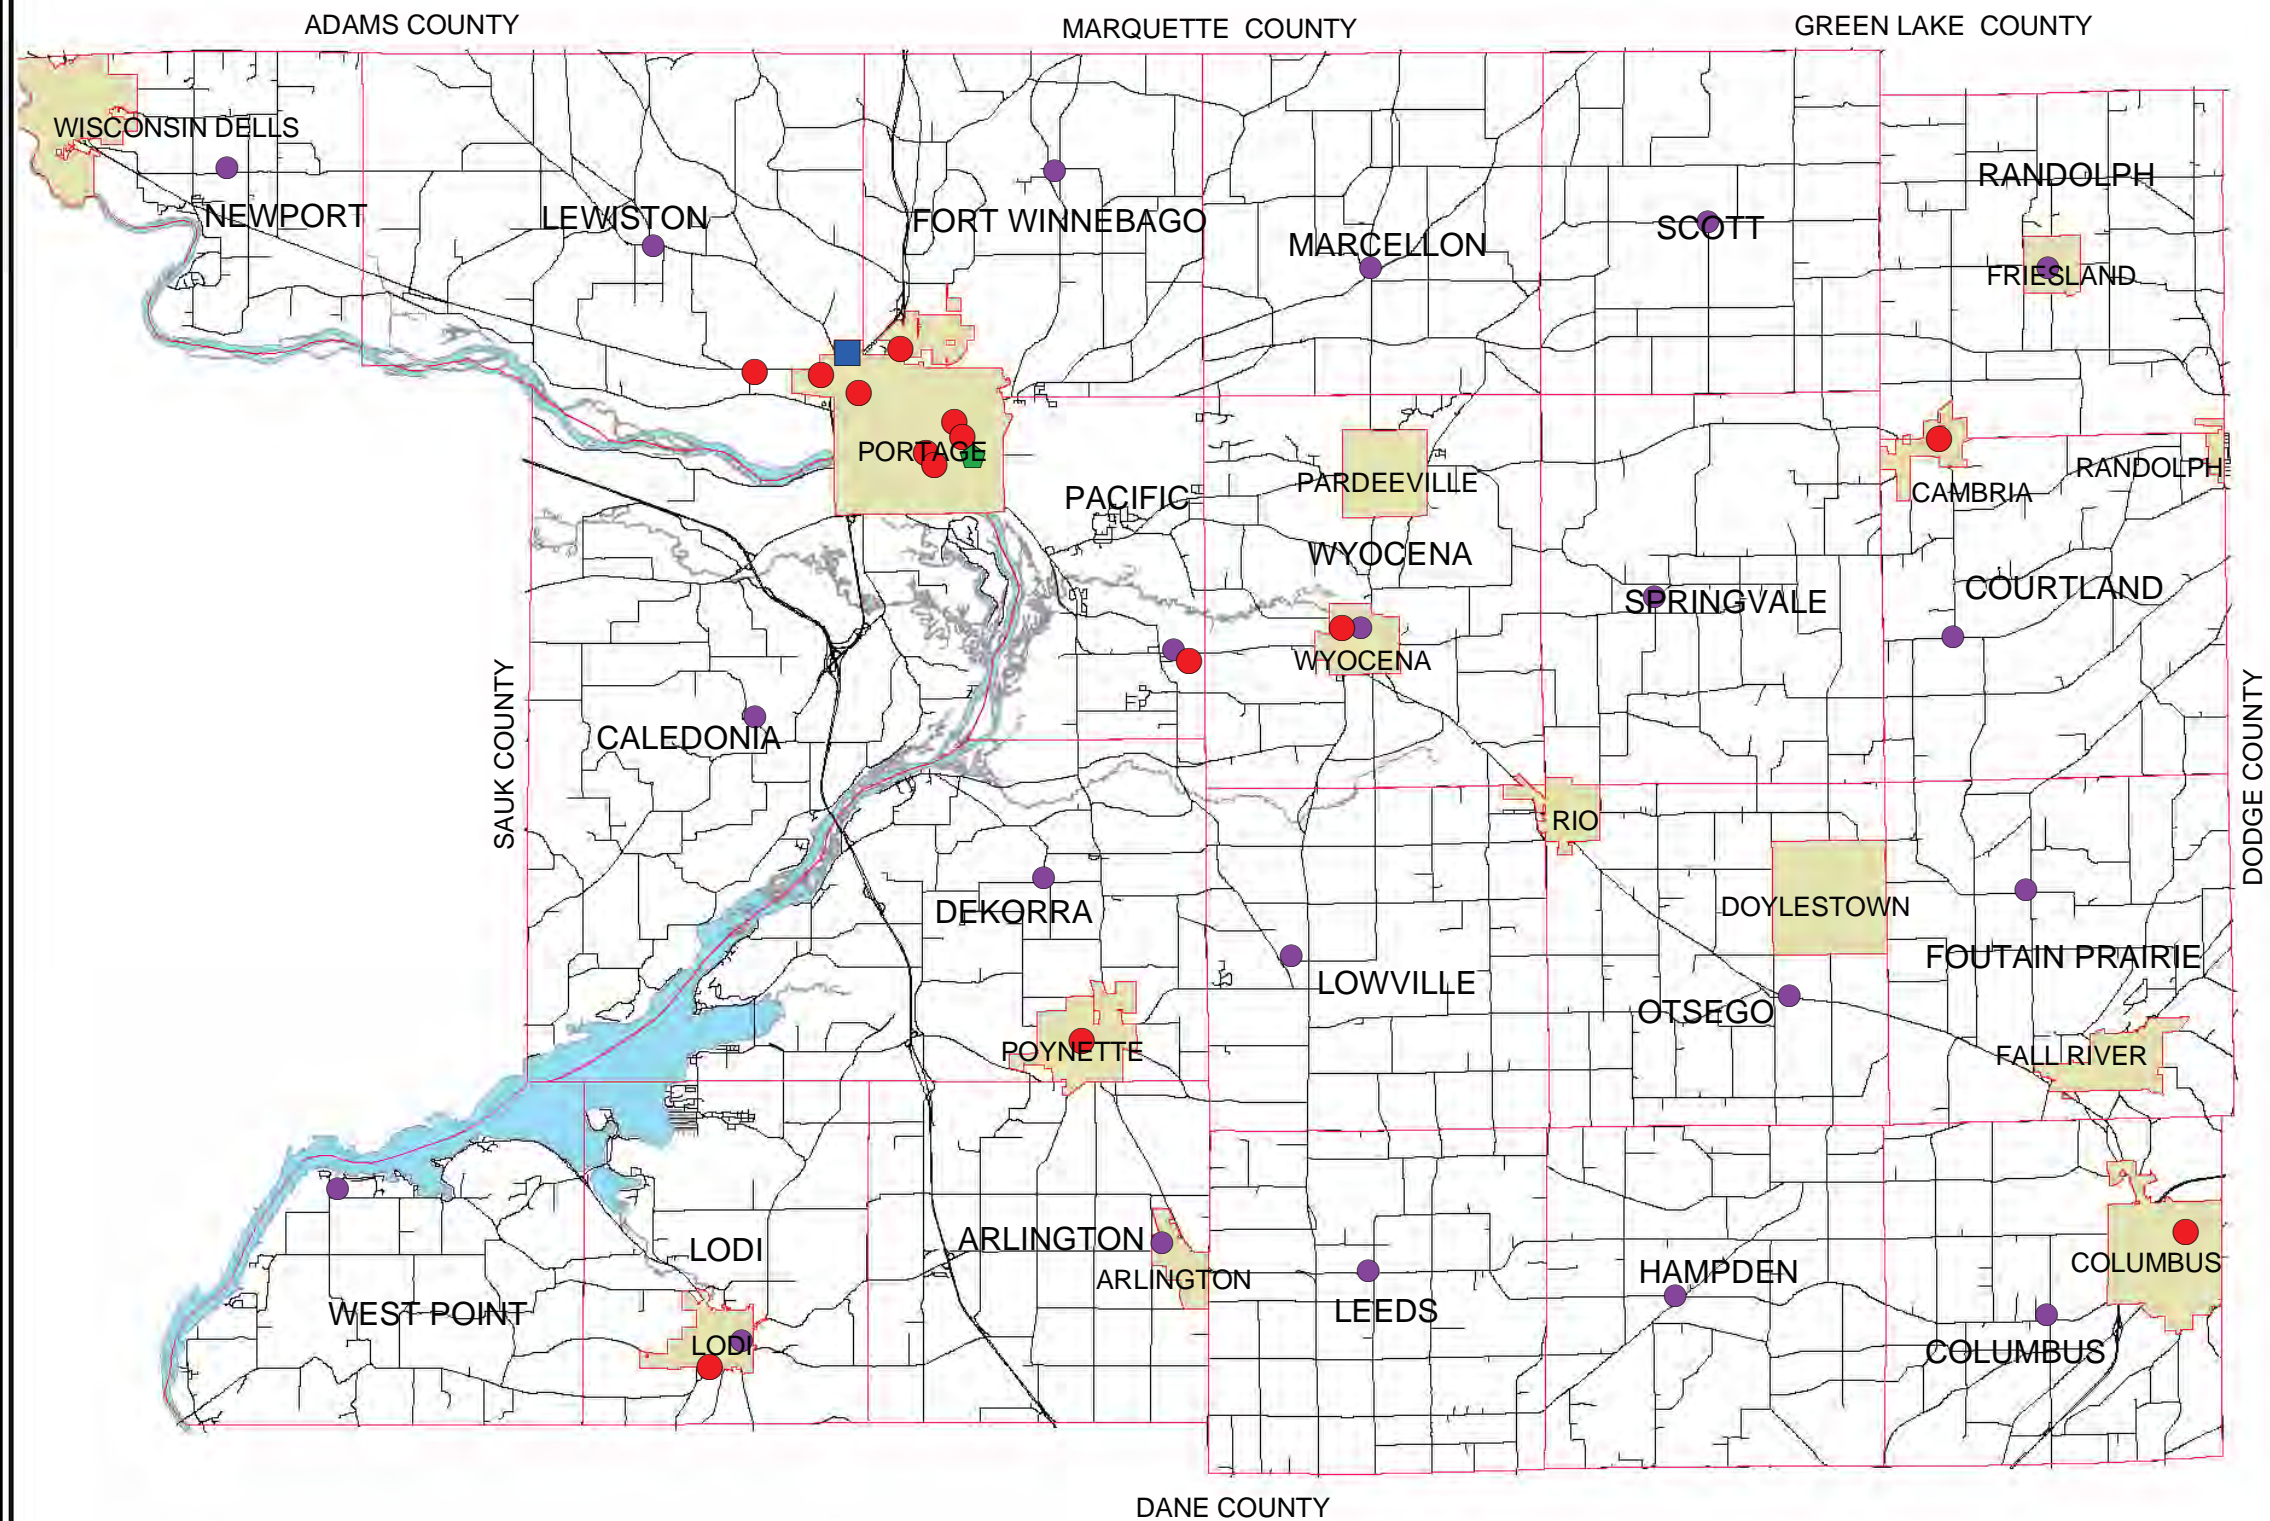 ADAMS COUNTY
MARQUETTE  COUNTY
GREEN LAKE  COUNTY
WISCONSIN DELLS
RANDOLPH
NEWPORT
LEWISTON
FORT WINNEBAGO
SCOTT
MARCELLON
FRIESLAND
PORTAGE
RANDOLPH
PARDEEVILLE
CAMBRIA
PACIFIC
WYOCENA
COURTLAND
SPRINGVALE
WYOCENA
SAUK COUNTY
CALEDONIA
DODGE COUNTY
RIO
DEKORRA
DOYLESTOWN
FOUTAIN PRAIRIE
LOWVILLE
OTSEGO
POYNETTE
FALL RIVER
LODI
ARLINGTON
COLUMBUS
ARLINGTON
HAMPDEN
WEST POINT
LEEDS
LODI
COLUMBUS
DANE COUNTY